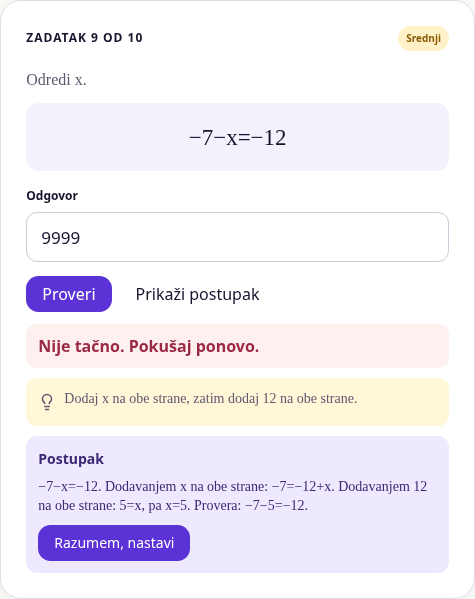 ZADATAK 9 OD 10
Srednji
Odredi x.
−7−x=−12
Odgovor
9999
Proveri
Prikaži postupak
Nije tačno. Pokušaj ponovo.
Dodaj x na obe strane, zatim dodaj 12 na obe strane.
Postupak
−7−x=−12. Dodavanjem x na obe strane: −7=−12+x. Dodavanjem 12
na obe strane: 5=x, pa x=5. Provera: −7−5=−12.
Razumem, nastavi